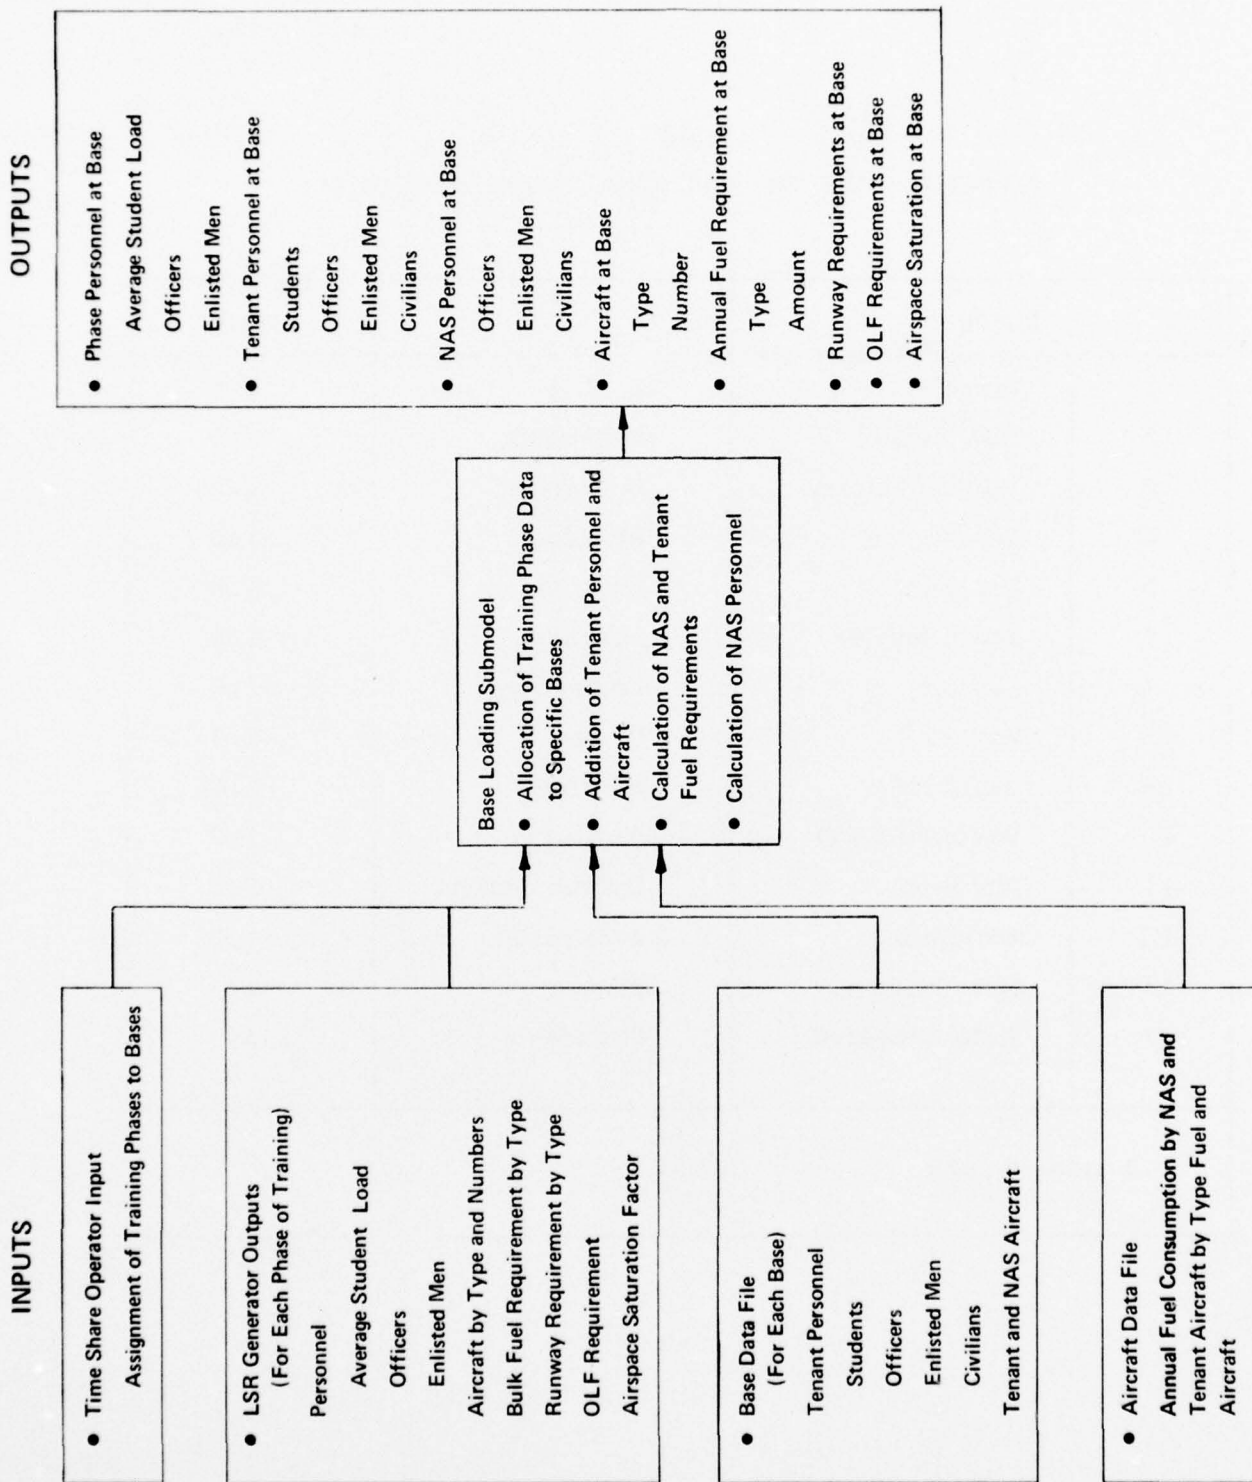 INPUTS
● Time Share Operator Input
Assignment of Training Phases to Bases
● LSR Generator Outputs
(For Each Phase of Training)
Personnel
Average Student Load
Officers
Enlisted Men
Aircraft by Type and Numbers
Bulk Fuel Requirement by Type
Runway Requirement by Type
OLF Requirement
Airspace Saturation Factor
● Base Data File
(For Each Base)
Tenant Personnel
Students
Officers
Enlisted Men
Civilians
Tenant and NAS Aircraft
● Aircraft Data File
Annual Fuel Consumption by NAS and
Tenant Aircraft by Type Fuel and
Aircraft
Base Loading Submodel
● Allocation of Training Phase Data
to Specific Bases
● Addition of Tenant Personnel and
Aircraft
● Calculation of NAS and Tenant
Fuel Requirements
● Calculation of NAS Personnel
OUTPUTS
● Phase Personnel at Base
Average Student Load
Officers
Enlisted Men
● Tenant Personnel at Base
Students
Officers
Enlisted Men
Civilians
● NAS Personnel at Base
Officers
Enlisted Men
Civilians
● Aircraft at Base
Type
Number
● Annual Fuel Requirement at Base
Type
Amount
● Runway Requirements at Base
● OLF Requirements at Base
● Airspace Saturation at Base